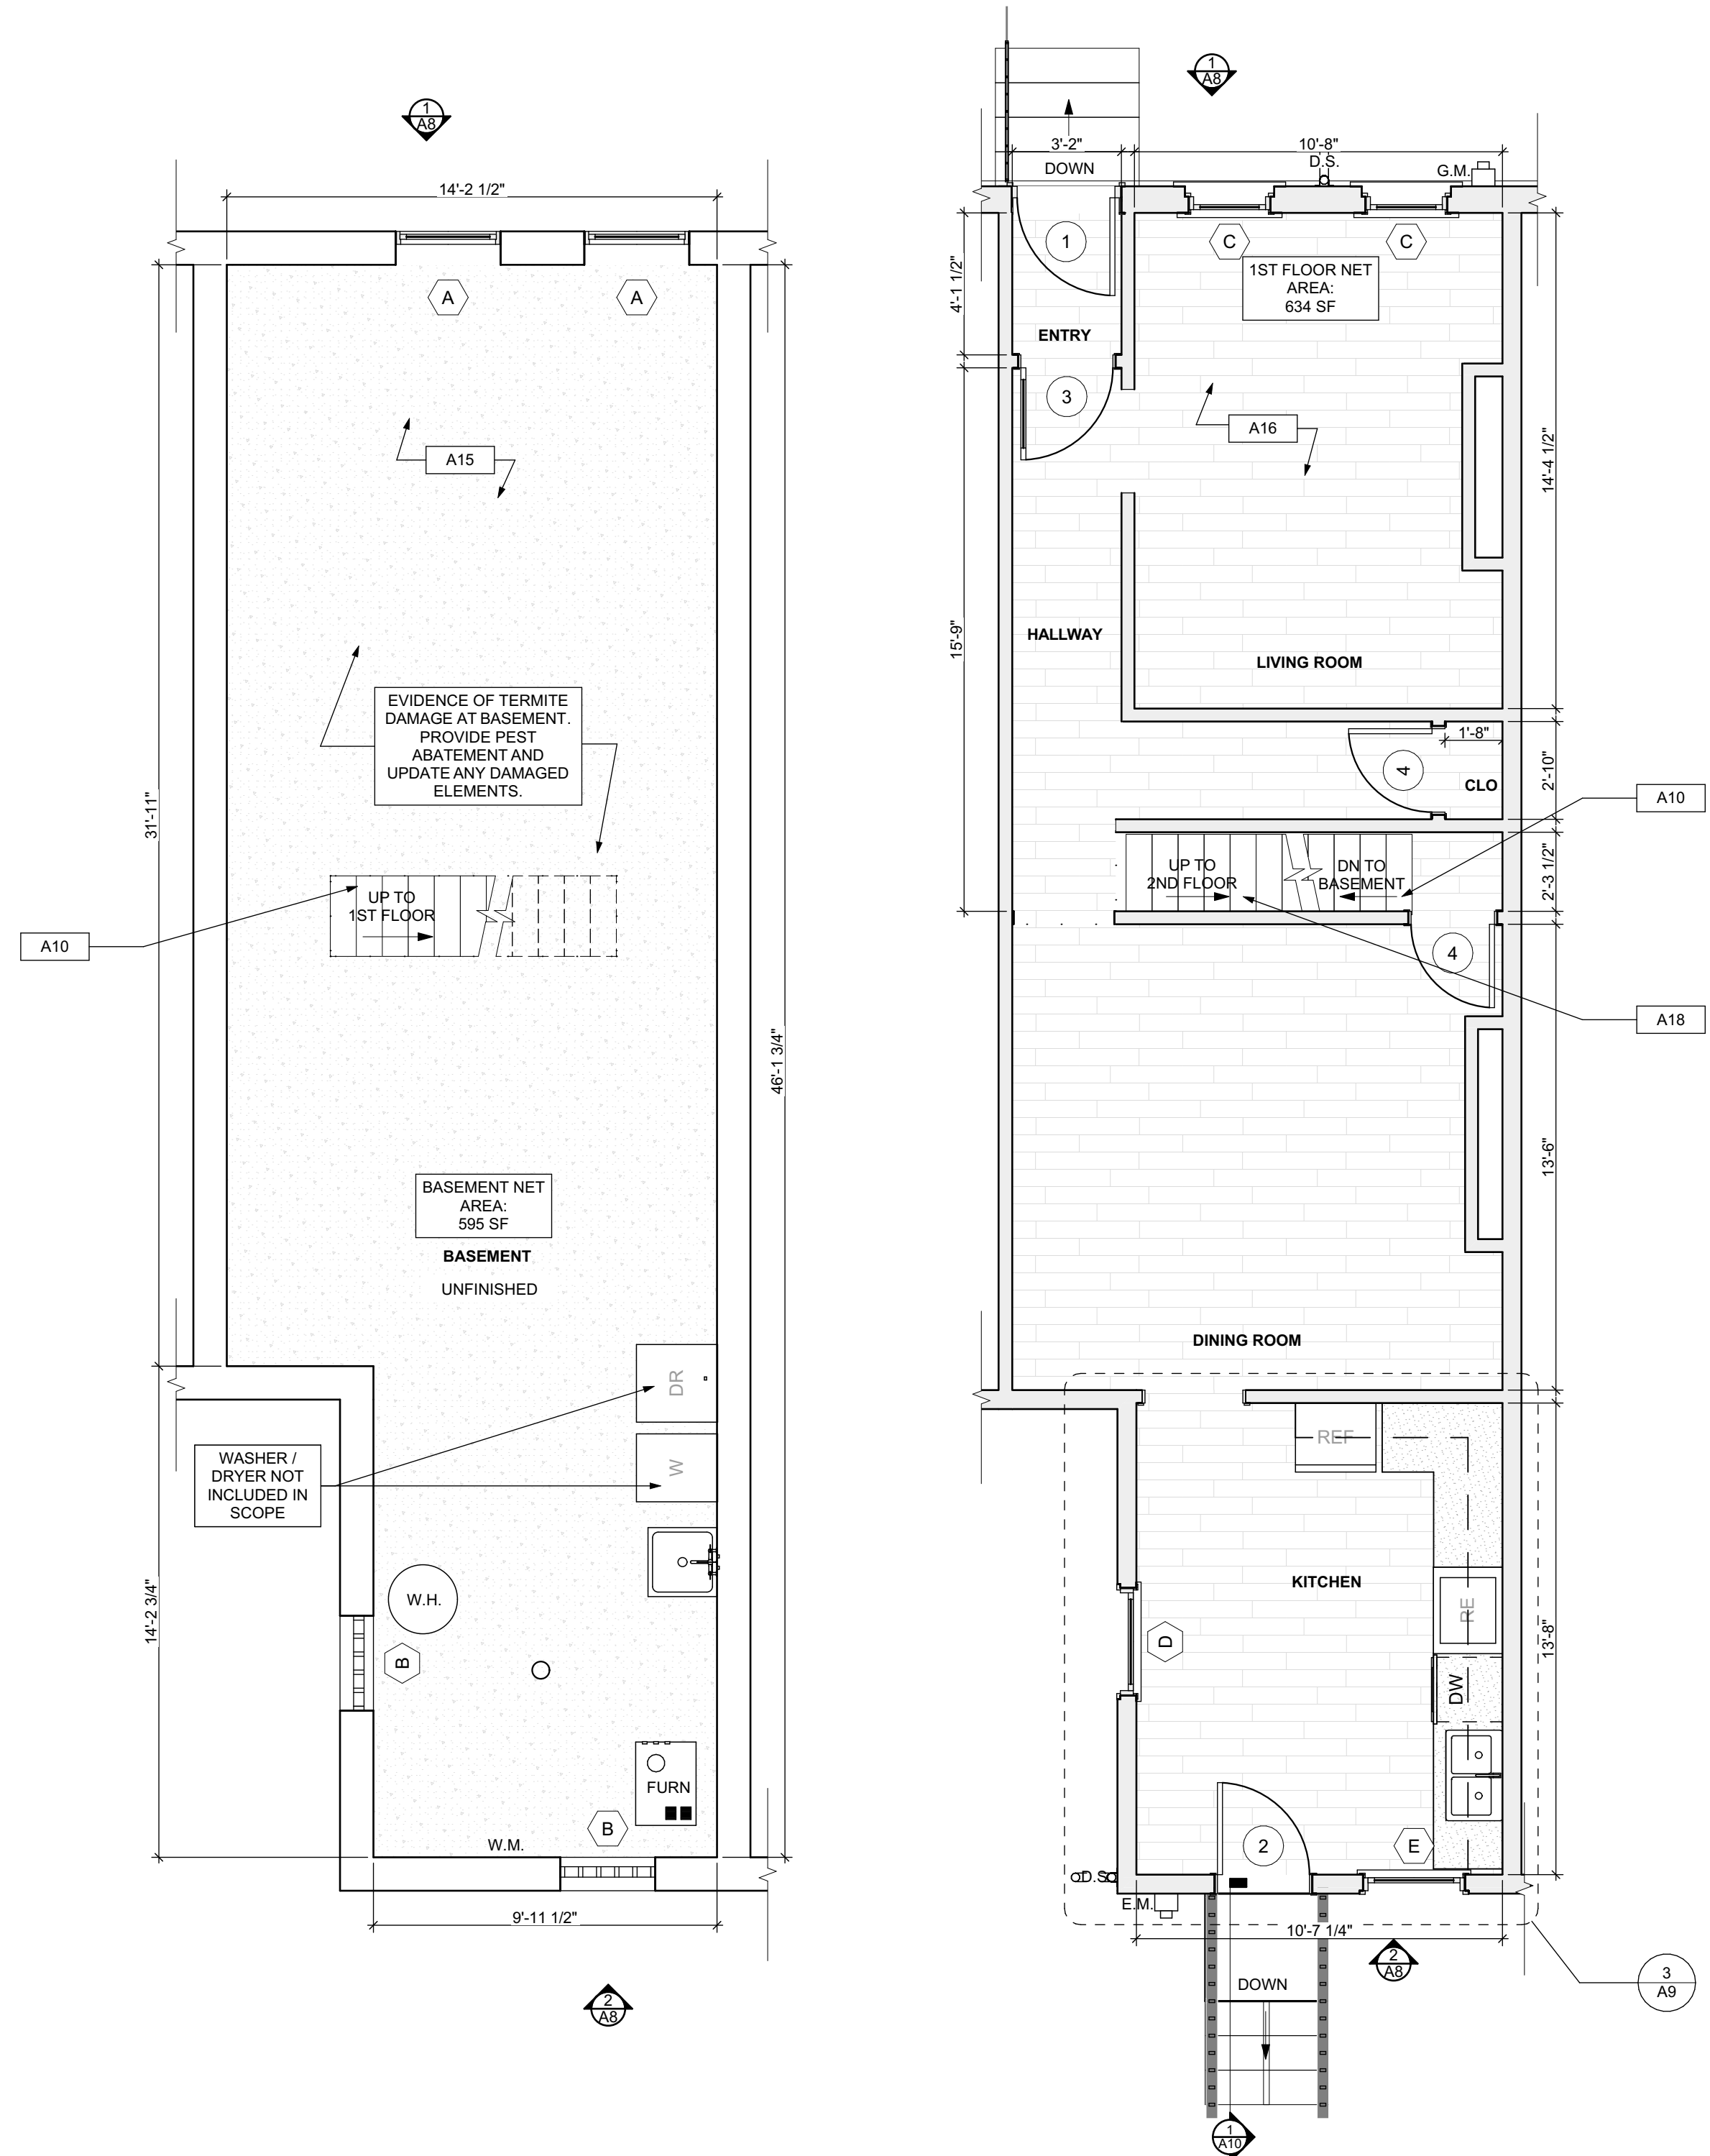 1
A8
14'-2 1/2"
A
A
A15
31'-11"
46'-1 3/4"
EVIDENCE OF TERMITE
DAMAGE AT BASEMENT.
PROVIDE PEST
ABATEMENT AND
UPDATE ANY DAMAGED
ELEMENTS.
UP TO
1ST FLOOR
A10
BASEMENT NET
AREA:
595 SF
BASEMENT
UNFINISHED
DR
W
WASHER /
DRYER NOT
INCLUDED IN
SCOPE
14'-2 3/4"
W.H.
B
FURN
B
W.M.
9'-11 1/2"
2
A8
1
A8
3'-2"
10'-8"
DOWN
D.S.
G.M.
1
C
C
4'-1 1/2"
1ST FLOOR NET
AREA:
634 SF
ENTRY
3
A16
14'-4 1/2"
15'-9"
HALLWAY
LIVING ROOM
1'-8"
4
CLO
2'-10"
A10
UP TO
2ND FLOOR
DN TO
BASEMENT
2'-3 1/2"
4
A18
13'-6"
DINING ROOM
REF
KITCHEN
RE
D
13'-8"
DW
2
E
D.S.
E.M.
10'-7 1/4"
2
A8
DOWN
3
A9
1
A10